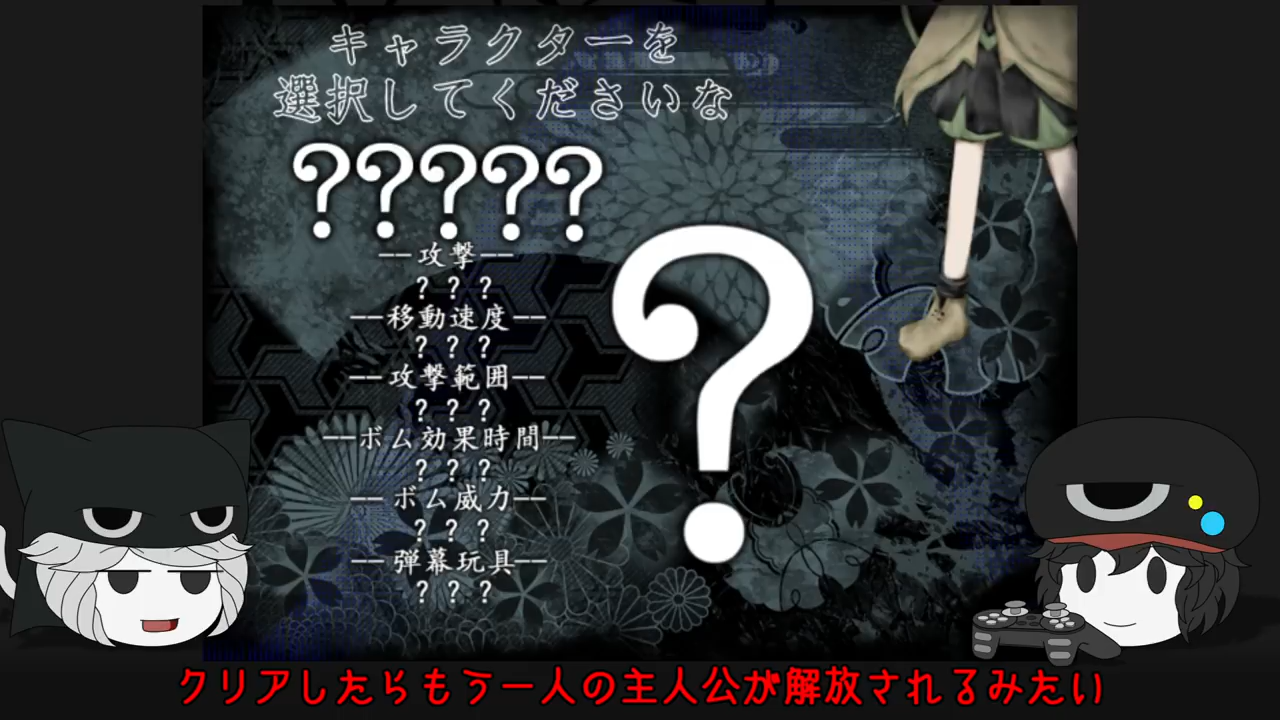 キャラクターを
選択してくださいな
?????
--攻撃--
???
--移動速度--
???
--攻撃範囲--
???
--ボム効果時間--
???
--ボム威力--
???
--弾幕玩具--
???
?
クリアしたらもう一人の主人公が解放されるみたい